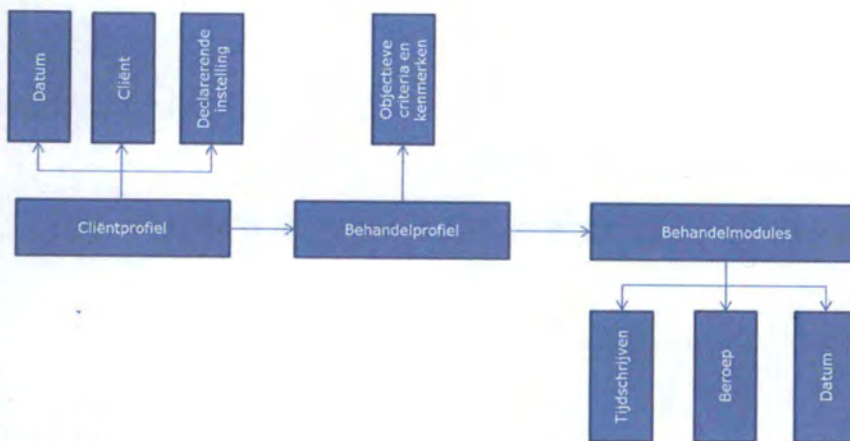 Datum
Cliënt
Declarerende
instelling
Objectieve
criteria en
kenmerken
Cliëntprofiel
Behandelprofiel
Behandelmodules
Tijdschrijven
Beroep
Datum